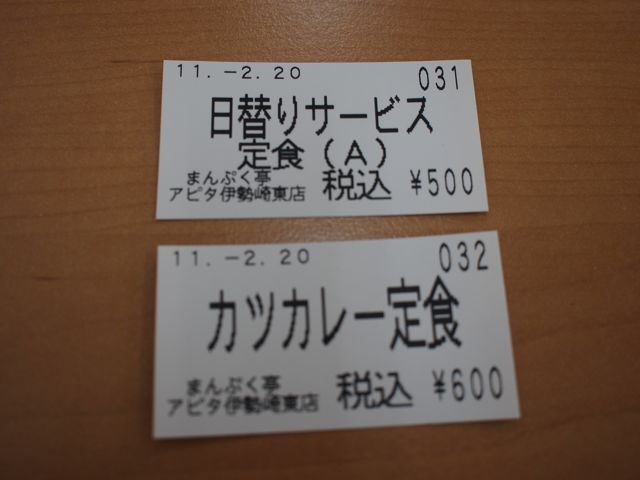 11.-2.20 031
日替りサービス
定食(A)
まんぷく亭
アピタ伊勢崎東店 税込 ¥500
11.-2.20 032
カツカレー定食
まんぷく亭
アピタ伊勢崎東店 税込 ¥600